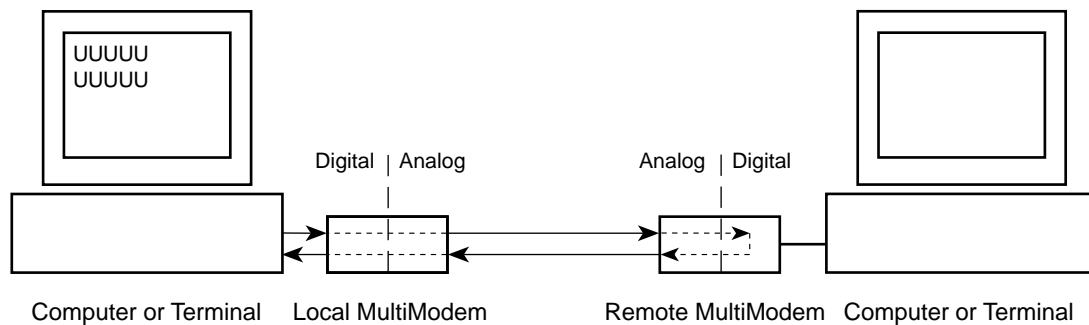 UUUUU
UUUUU
Digital Analog
Analog Digital
Computer or Terminal
Local MultiModem
Remote MultiModem
Computer or Terminal